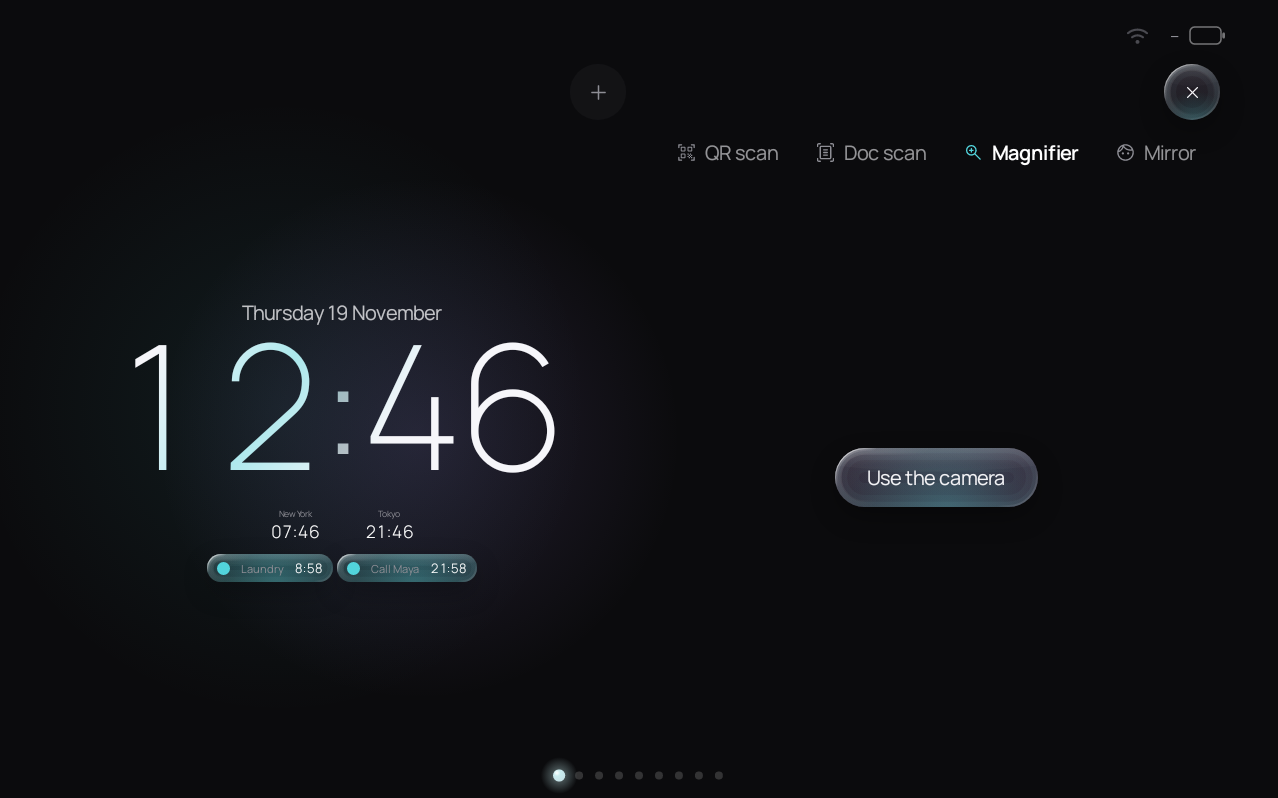 QR scan
Doc scan
Magnifier
Mirror
Thursday 19 November
12:46
New York
07:46
Tokyo
21:46
Laundry 8:58
Call Maya 21:58
Use the camera